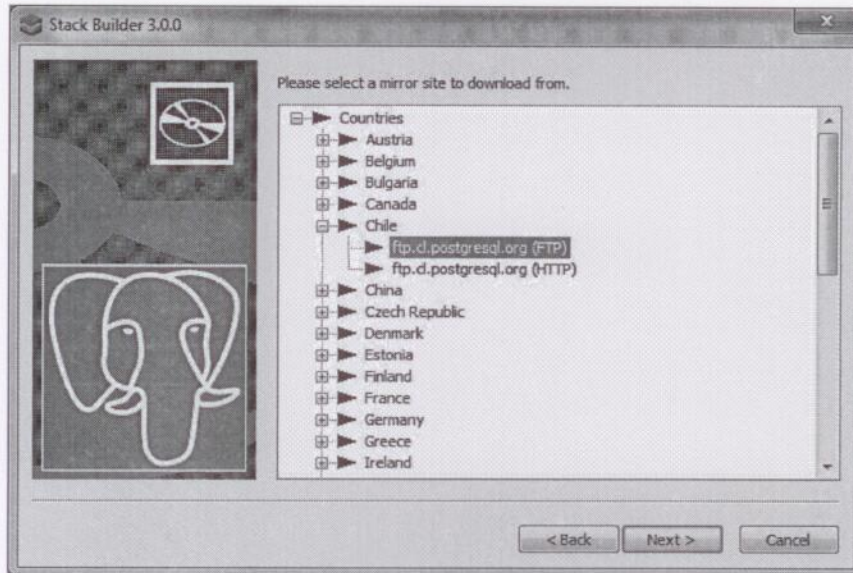 Stack Builder 3.0.0
Please select a mirror site to download from.
Countries
Austria
Belgium
Bulgaria
Canada
Chile
ftp.cl.postgresql.org (FTP)
ftp.cl.postgresql.org (HTTP)
China
Czech Republic
Denmark
Estonia
Finland
France
Germany
Greece
Ireland
< Back Next > Cancel